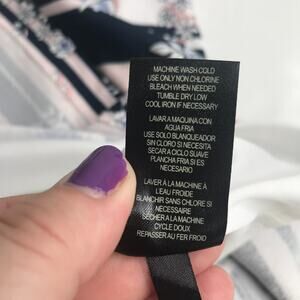 MACHINE WASH COLD
USE ONLY NON CHLORINE
BLEACH WHEN NEEDED
TUMBLE DRY LOW
COOL IRON IF NECESSARY
LAVAR A MAQUINA CON
AGUA FRIA
USE SOLO BLANQUEADOR
SIN CLORO SI NECESITA
SECAR A CICLO SUAVE
PLANCHA FRIA SI ES
NECESARIO
LAVER À LA MACHINE À
L'EAU FROIDE
BLANCHIR SANS CHLORE SI
NECESSAIRE
SÉCHER À LA MACHINE
CYCLE DOUX
REPASSER AU FER FROID